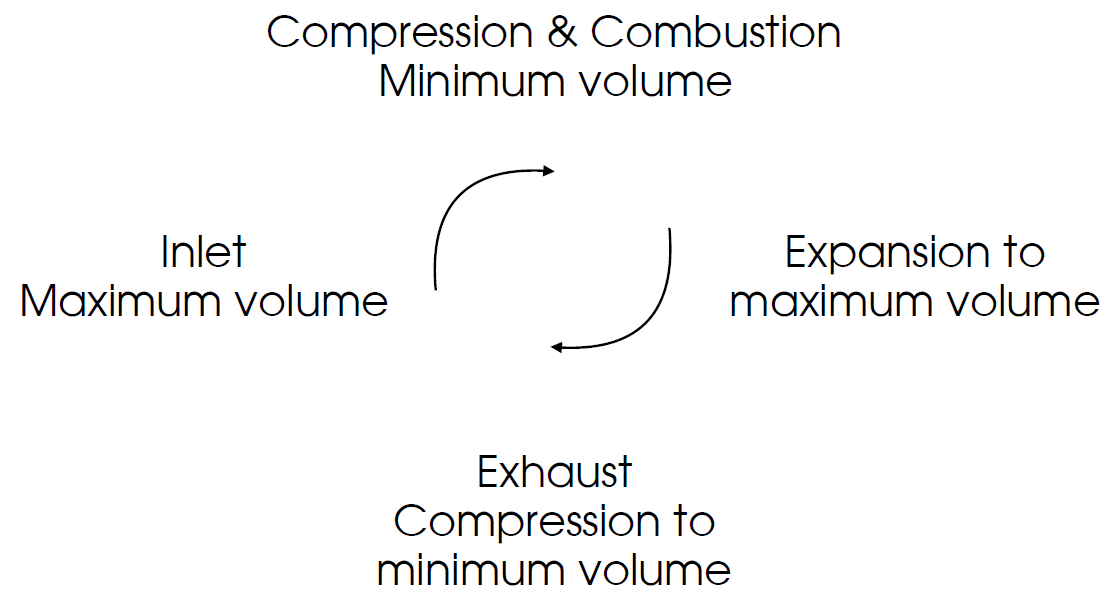 Compression & Combustion
Minimum volume
Inlet
Maximum volume
Expansion to
maximum volume
Exhaust
Compression to
minimum volume